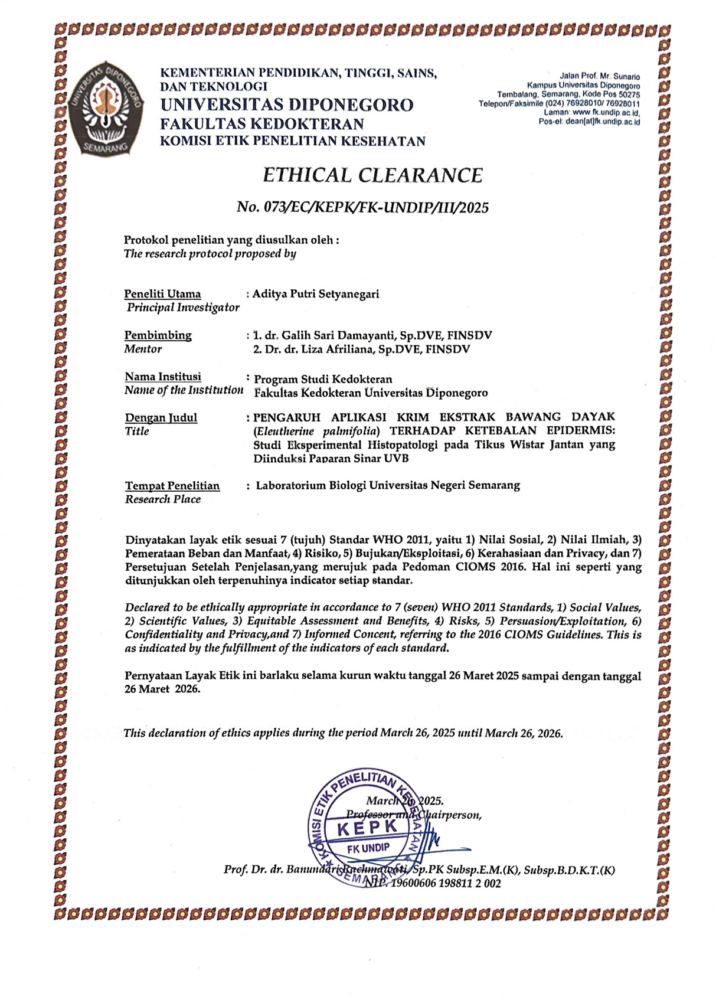 UNIVERSITAS DIPONEGORO
SEMARANG
KEMENTERIAN PENDIDIKAN, TINGGI, SAINS,
DAN TEKNOLOGI
UNIVERSITAS DIPONEGORO
FAKULTAS KEDOKTERAN
KOMISI ETIK PENELITIAN KESEHATAN
Jalan Prof. Mr. Sunario
Kampus Universitas Diponegoro
Tembalang, Semarang, Kode Pos 50275
Telepon/Faksimile (024) 76928010/ 76928011
Laman: www.fk.undip.ac.id,
Pos-el: dean[at]fk.undip.ac.id
ETHICAL CLEARANCE
No. 073/EC/KEPK/FK-UNDIP/III/2025
Protokol penelitian yang diusulkan oleh :
The research protocol proposed by
Peneliti Utama : Aditya Putri Setyanegari
Principal Investigator
Pembimbing : 1. dr. Galih Sari Damayanti, Sp.DVE, FINSDV
Mentor 2. Dr. dr. Liza Afriliana, Sp.DVE, FINSDV
Nama Institusi : Program Studi Kedokteran
Name of the Institution Fakultas Kedokteran Universitas Diponegoro
Dengan Judul : PENGARUH APLIKASI KRIM EKSTRAK BAWANG DAYAK
Title (Eleutherine palmifolia) TERHADAP KETEBALAN EPIDERMIS:
Studi Eksperimental Histopatologi pada Tikus Wistar Jantan yang
Diinduksi Paparan Sinar UVB
Tempat Penelitian : Laboratorium Biologi Universitas Negeri Semarang
Research Place
Dinyatakan layak etik sesuai 7 (tujuh) Standar WHO 2011, yaitu 1) Nilai Sosial, 2) Nilai Ilmiah, 3)
Pemerataan Beban dan Manfaat, 4) Risiko, 5) Bujukan/Eksploitasi, 6) Kerahasiaan dan Privacy, dan 7)
Persetujuan Setelah Penjelasan,yang merujuk pada Pedoman CIOMS 2016. Hal ini seperti yang
ditunjukkan oleh terpenuhinya indicator setiap standar.
Declared to be ethically appropriate in accordance to 7 (seven) WHO 2011 Standards, 1) Social Values,
2) Scientific Values, 3) Equitable Assessment and Benefits, 4) Risks, 5) Persuasion/Exploitation, 6)
Confidentiality and Privacy,and 7) Informed Concent, referring to the 2016 CIOMS Guidelines. This is
as indicated by the fulfillment of the indicators of each standard.
Pernyataan Layak Etik ini barlaku selama kurun waktu tanggal 26 Maret 2025 sampai dengan tanggal
26 Maret 2026.
This declaration of ethics applies during the period March 26, 2025 until March 26, 2026.
March 26, 2025.
Professor and Chairperson,
KOMISI ETIK PENELITIAN KESEHATAN
KEPK
FK UNDIP
SEMARANG
Prof. Dr. dr. Banundari Rachmawati, Sp.PK Subsp.E.M.(K), Subsp.B.D.K.T.(K)
NIP. 19600606 198811 2 002